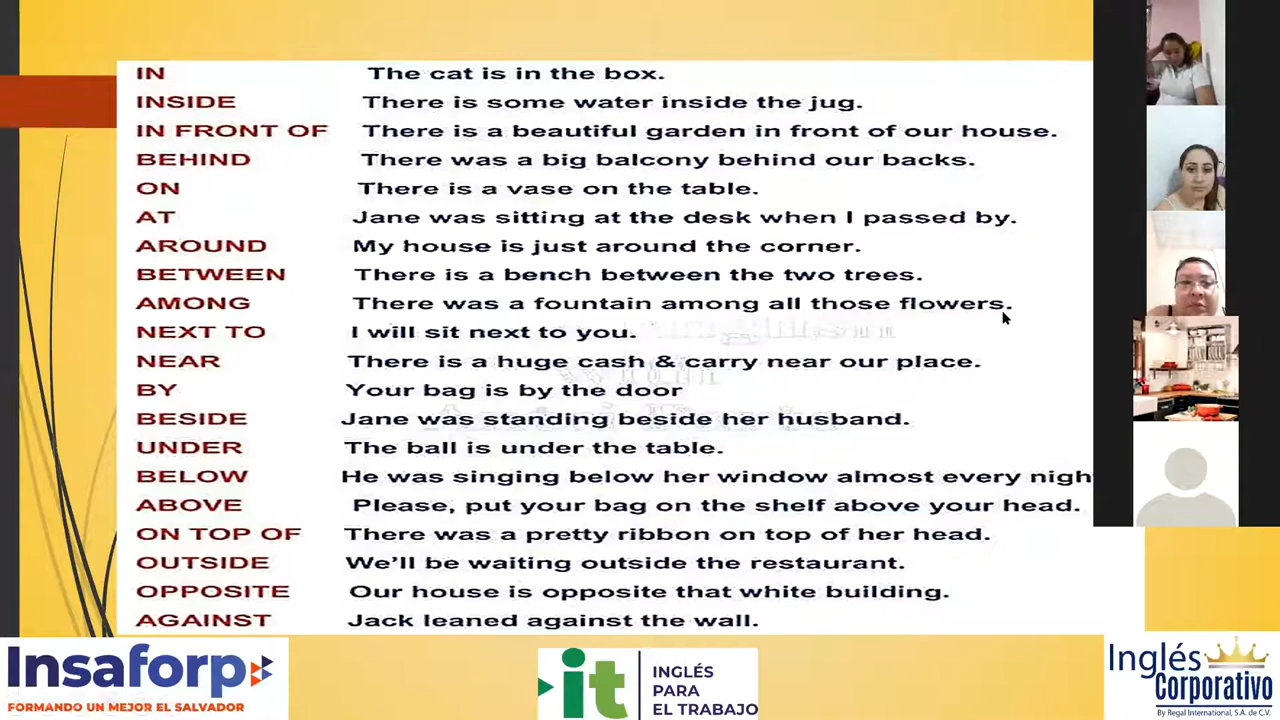 IN The cat is in the box.
INSIDE There is some water inside the jug.
IN FRONT OF There is a beautiful garden in front of our house.
BEHIND There was a big balcony behind our backs.
ON There is a vase on the table.
AT Jane was sitting at the desk when I passed by.
AROUND My house is just around the corner.
BETWEEN There is a bench between the two trees.
AMONG There was a fountain among all those flowers.
NEXT TO I will sit next to you.
NEAR There is a huge cash & carry near our place.
BY Your bag is by the door
BESIDE Jane was standing beside her husband.
UNDER The ball is under the table.
BELOW He was singing below her window almost every nigh
ABOVE Please, put your bag on the shelf above your head.
ON TOP OF There was a pretty ribbon on top of her head.
OUTSIDE We'll be waiting outside the restaurant.
OPPOSITE Our house is opposite that white building.
AGAINST Jack leaned against the wall.
Insaforp
FORMANDO UN MEJOR EL SALVADOR
it
INGLÉS
PARA
EL TRABAJO
Inglés
Corporativo
By Regal International, S.A. de C.V.